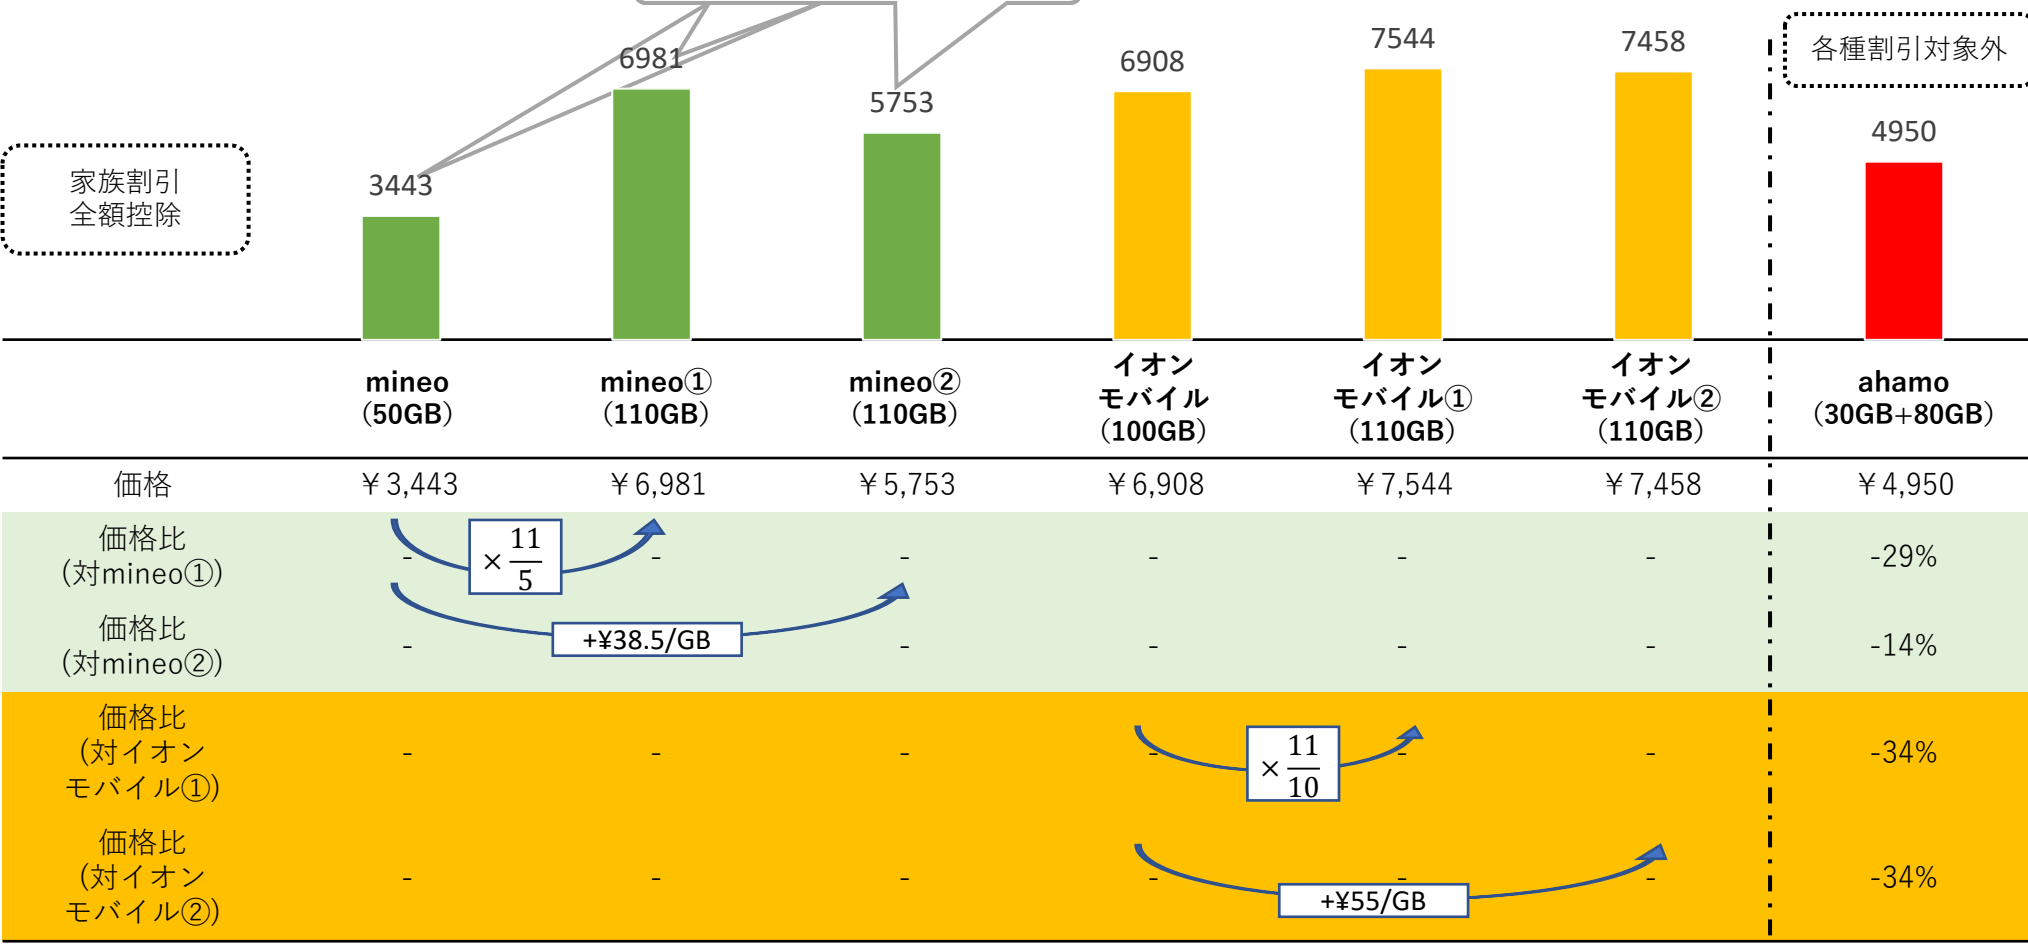 6981
5753
6908
7544
7458
各種割引対象外
4950
家族割引
全額控除
3443
mineo
（50GB）
mineo①
（110GB）
mineo②
（110GB）
イオン
モバイル
（100GB）
イオン
モバイル①
（110GB）
イオン
モバイル②
（110GB）
ahamo
（30GB+80GB）
価格 ￥3,443 ￥6,981 ￥5,753 ￥6,908 ￥7,544 ￥7,458 ￥4,950
価格比
(対mineo①)
- - - - - - -29%
× 11/5
価格比
(対mineo②)
- - - - - - -14%
+¥38.5/GB
価格比
(対イオン
モバイル①)
- - - - - - -34%
× 11/10
価格比
(対イオン
モバイル②)
- - - - - - -34%
+¥55/GB